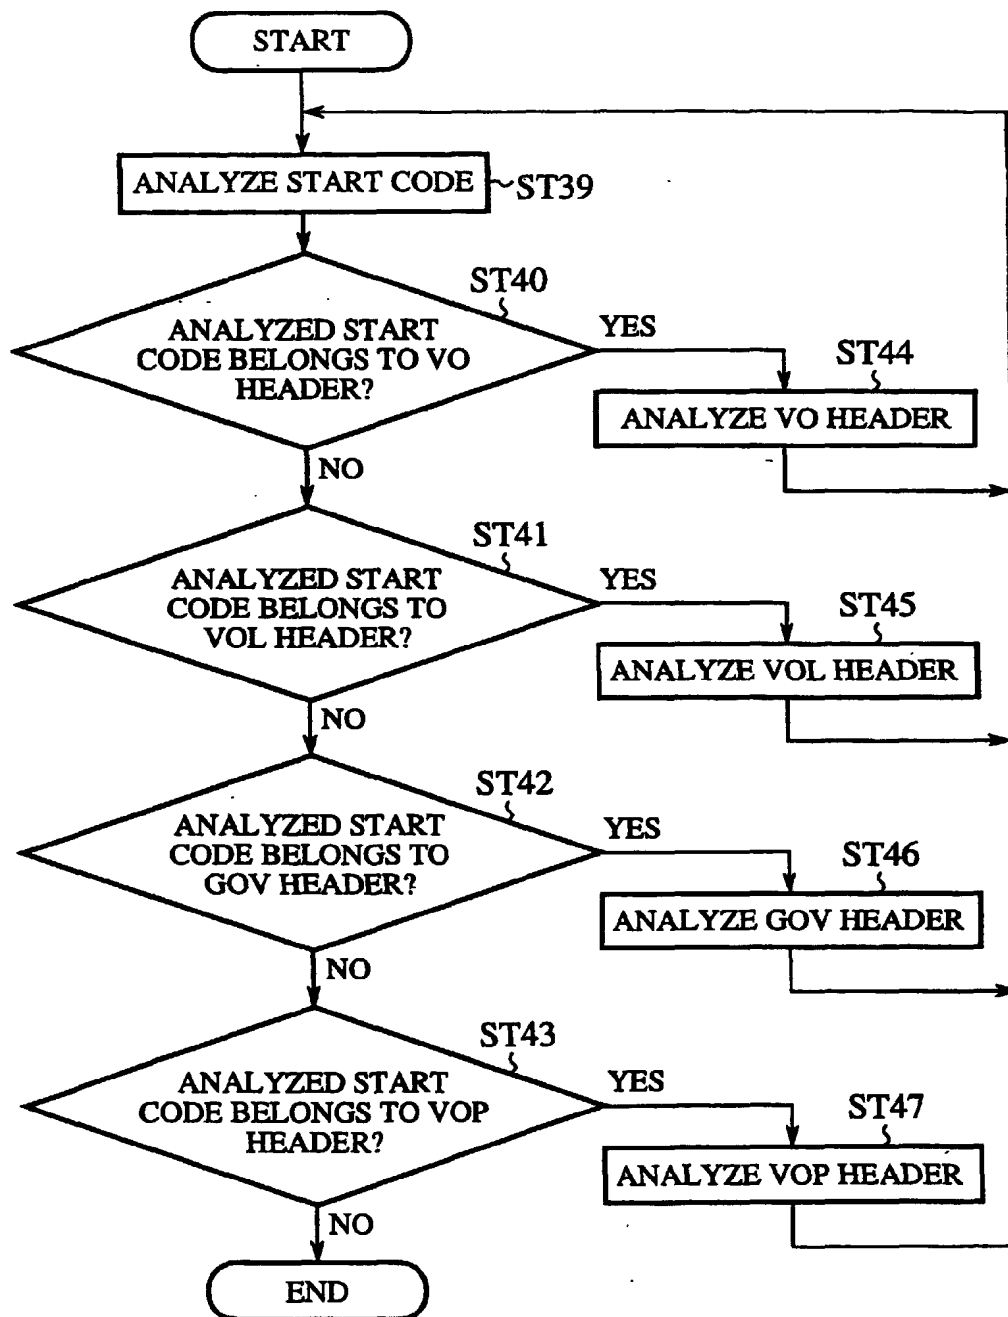 START
ANALYZE START CODE
ST39
ST40
ANALYZED START
CODE BELONGS TO VO
HEADER?
YES
ST44
ANALYZE VO HEADER
NO
ST41
ANALYZED START
CODE BELONGS TO
VOL HEADER?
YES
ST45
ANALYZE VOL HEADER
NO
ST42
ANALYZED START
CODE BELONGS TO
GOV HEADER?
YES
ST46
ANALYZE GOV HEADER
NO
ST43
ANALYZED START
CODE BELONGS TO VOP
HEADER?
YES
ST47
ANALYZE VOP HEADER
NO
END